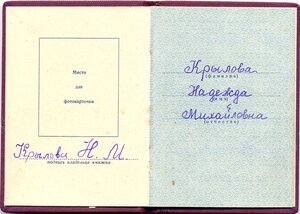 Место
для
фотокарточки
Крылова Н. М.
подпись владельца книжки
Крылова
(фамилия)
Надежда
(имя)
Михайловна
(отчество)